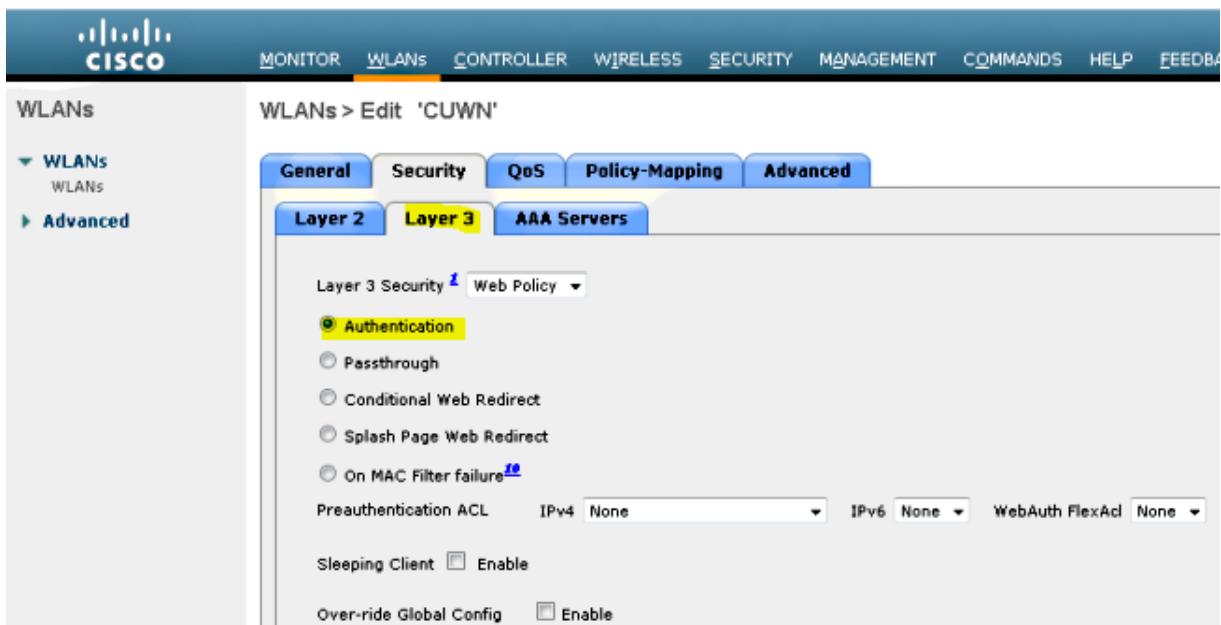 CISCO
MONITOR WLANs CONTROLLER WIRELESS SECURITY MANAGEMENT COMMANDS HELP FEEDBA
WLANs
WLANs
WLANs
Advanced
WLANs > Edit 'CUWN'
General Security QoS Policy-Mapping Advanced
Layer 2 Layer 3 AAA Servers
Layer 3 Security 1 Web Policy
Authentication
Passthrough
Conditional Web Redirect
Splash Page Web Redirect
On MAC Filter failure10
Preauthentication ACL IPv4 None IPv6 None WebAuth FlexAcl None
Sleeping Client Enable
Over-ride Global Config Enable